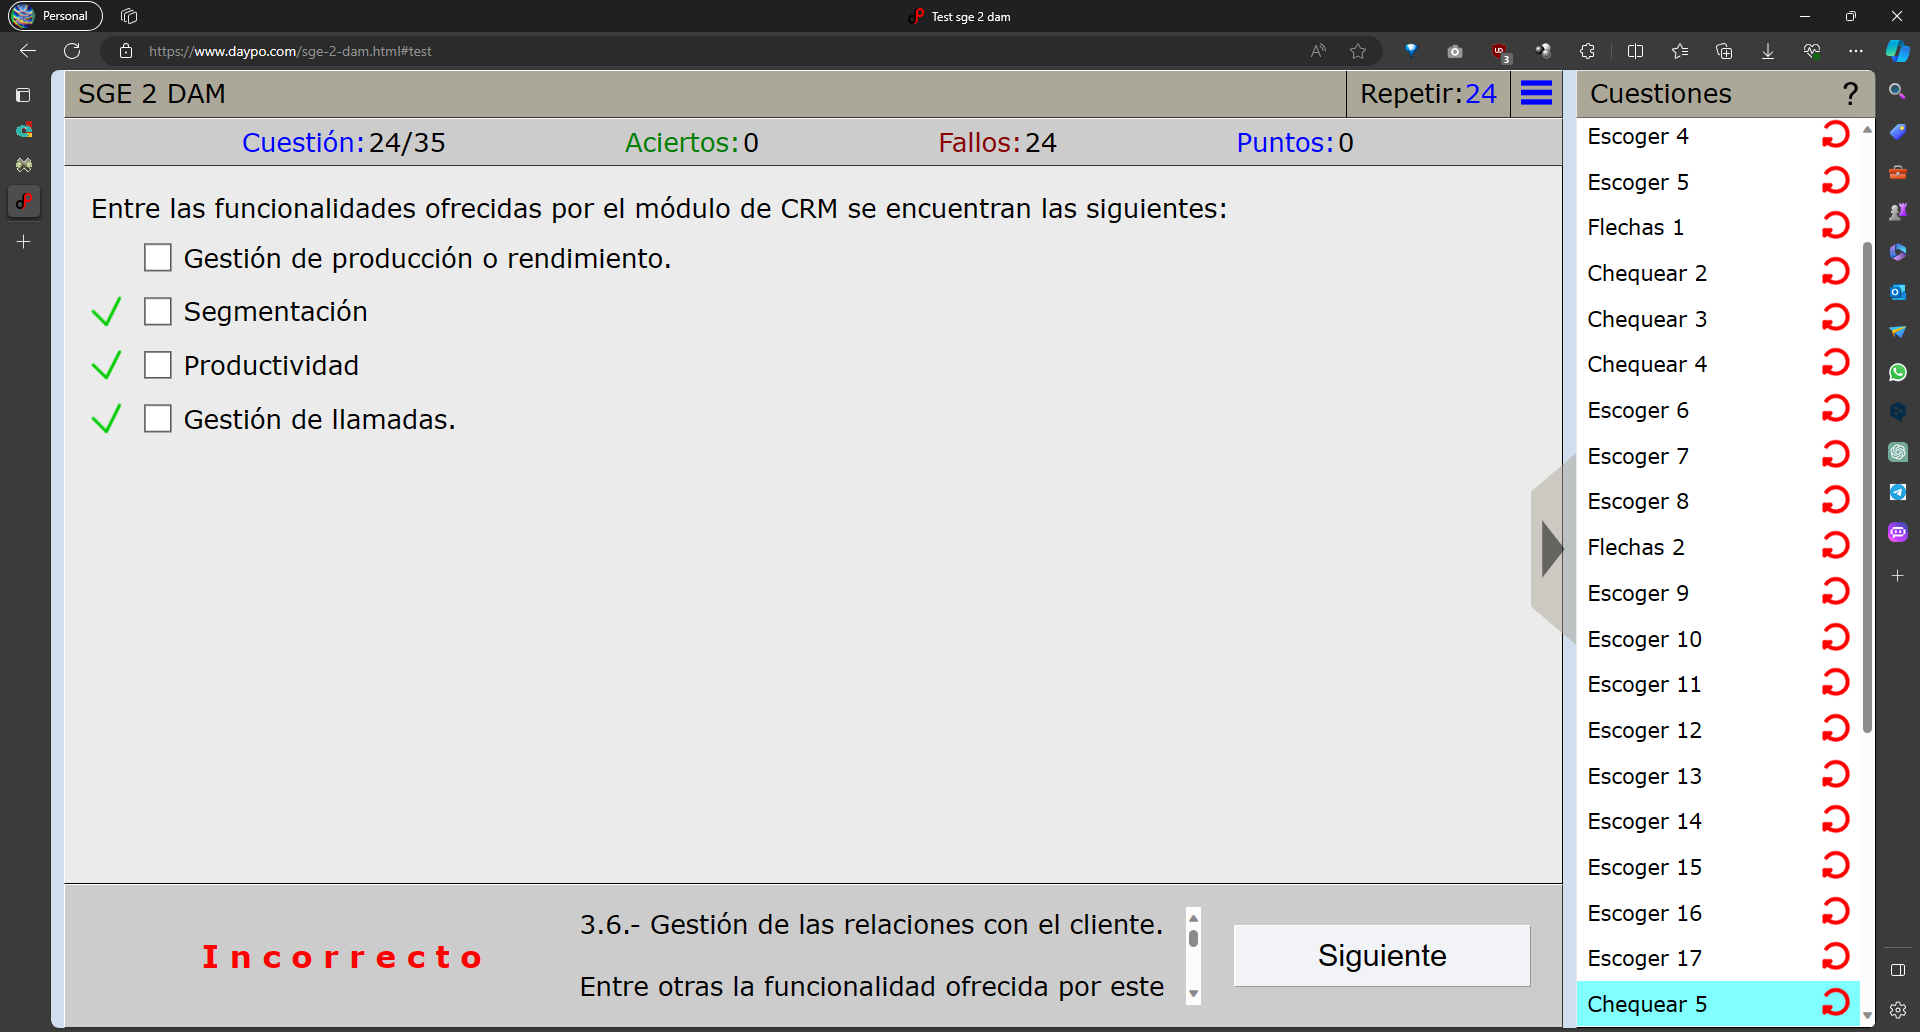 Personal
Test sge 2 dam
https://www.daypo.com/sge-2-dam.html#test
3
SGE 2 DAM
Repetir:24
Cuestión:24/35
Aciertos:0
Fallos:24
Puntos:0
Entre las funcionalidades ofrecidas por el módulo de CRM se encuentran las siguientes:
Gestión de producción o rendimiento.
Segmentación
Productividad
Gestión de llamadas.
Incorrecto
3.6.- Gestión de las relaciones con el cliente.
Entre otras la funcionalidad ofrecida por este
Siguiente
Cuestiones
?
Escoger 4
Escoger 5
Flechas 1
Chequear 2
Chequear 3
Chequear 4
Escoger 6
Escoger 7
Escoger 8
Flechas 2
Escoger 9
Escoger 10
Escoger 11
Escoger 12
Escoger 13
Escoger 14
Escoger 15
Escoger 16
Escoger 17
Chequear 5